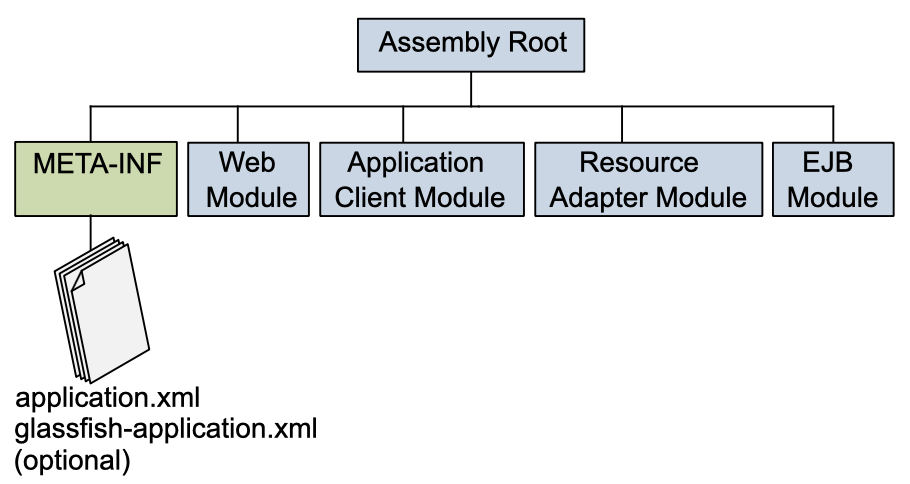 Assembly Root
META-INF
Web
Module
Application
Client Module
Resource
Adapter Module
EJB
Module
application.xml
glassfish-application.xml
(optional)